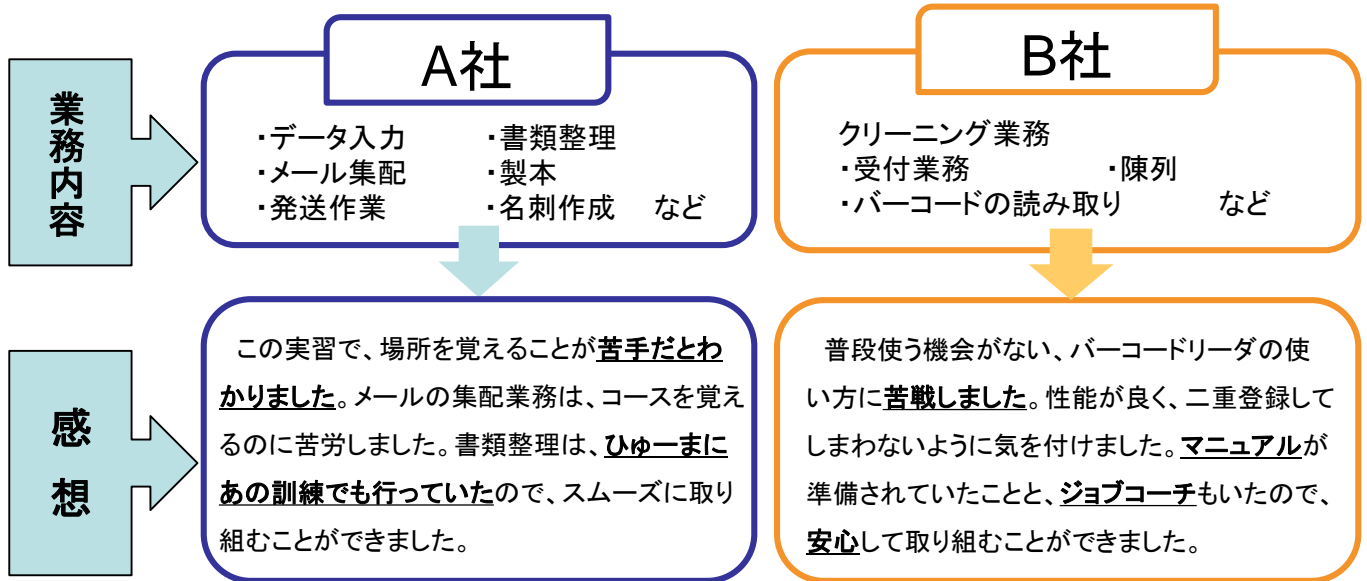 業務内容
A社
・データ入力 ・書類整理
・メール集配 ・製本
・発送作業 ・名刺作成 など
B社
クリーニング業務
・受付業務 ・陳列
・バーコードの読み取り など
感想
この実習で、場所を覚えることが苦手だとわ
かりました。メールの集配業務は、コースを覚え
るのに苦労しました。書類整理は、ひゅーまに
あの訓練でも行っていたので、スムーズに取り
組むことができました。
普段使う機会がない、バーコードリーダの使
い方に苦戦しました。性能が良く、二重登録して
しまわないように気を付けました。マニュアルが
準備されていたことと、ジョブコーチもいたので、
安心して取り組むことができました。